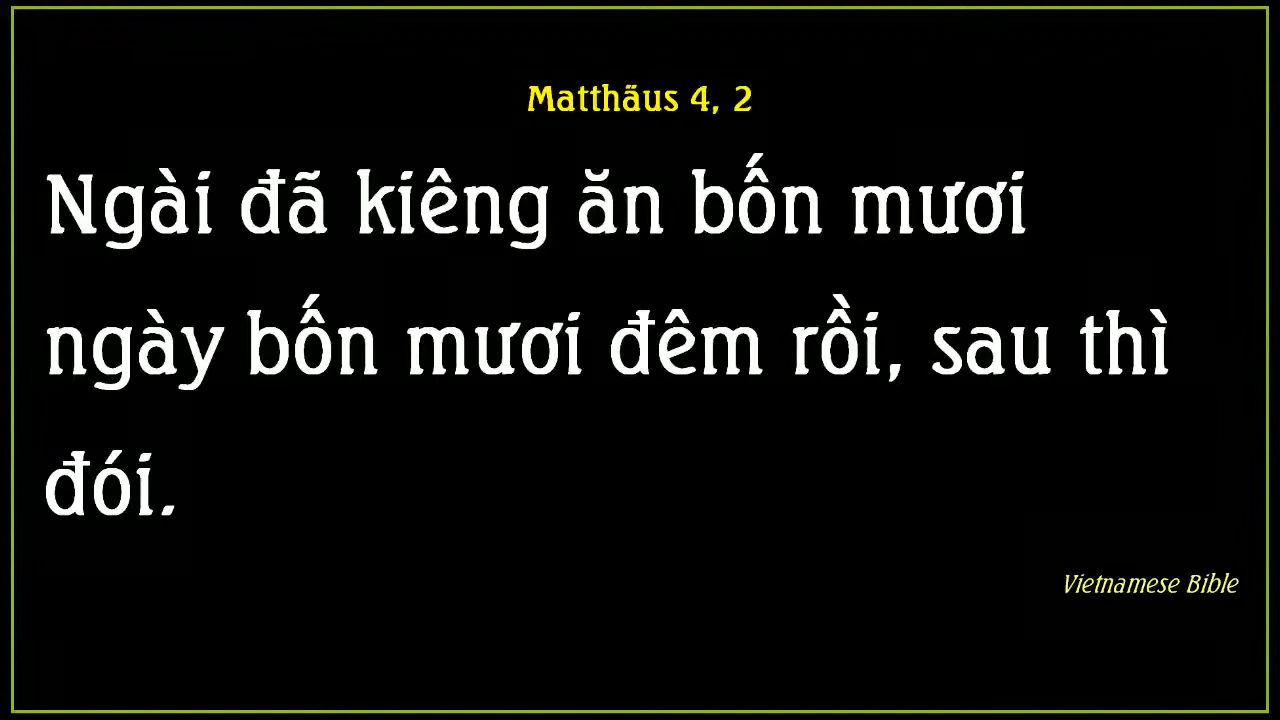 Matthäus 4, 2
Ngài đã kiêng ăn bốn mươi
ngày bốn mươi đêm rồi, sau thì
đói.
Vietnamese Bible